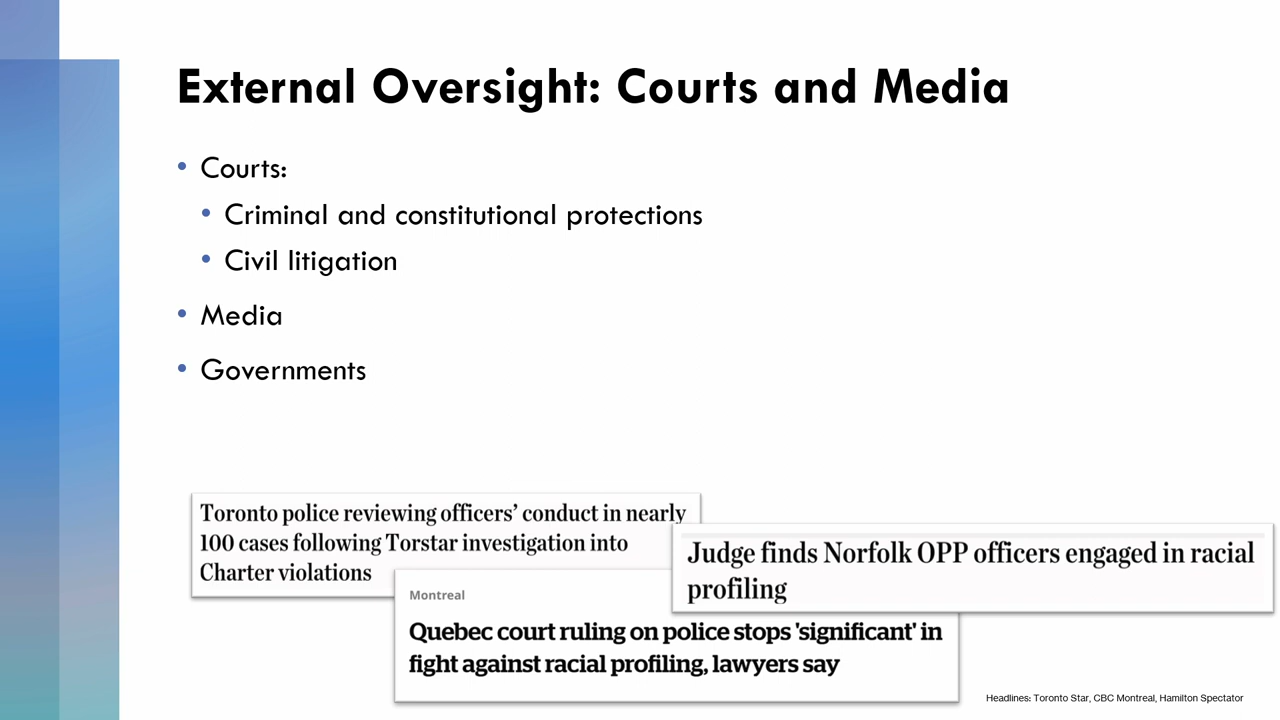 External Oversight: Courts and Media
• Courts:
• Criminal and constitutional protections
• Civil litigation
• Media
• Governments
Toronto police reviewing officers’ conduct in nearly
100 cases following Torstar investigation into
Charter violations
Judge finds Norfolk OPP officers engaged in racial
profiling
Montreal
Quebec court ruling on police stops 'significant' in
fight against racial profiling, lawyers say
Headlines: Toronto Star, CBC Montreal, Hamilton Spectator